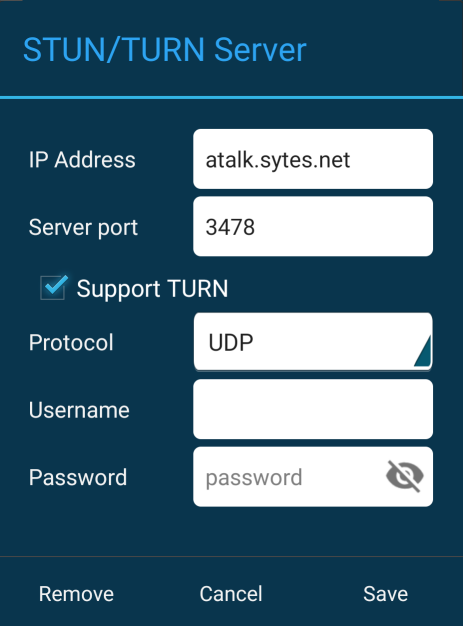 STUN/TURN Server
IP Address atalk.sytes.net
Server port 3478
Support TURN
Protocol UDP
Username
Password password
Remove Cancel Save